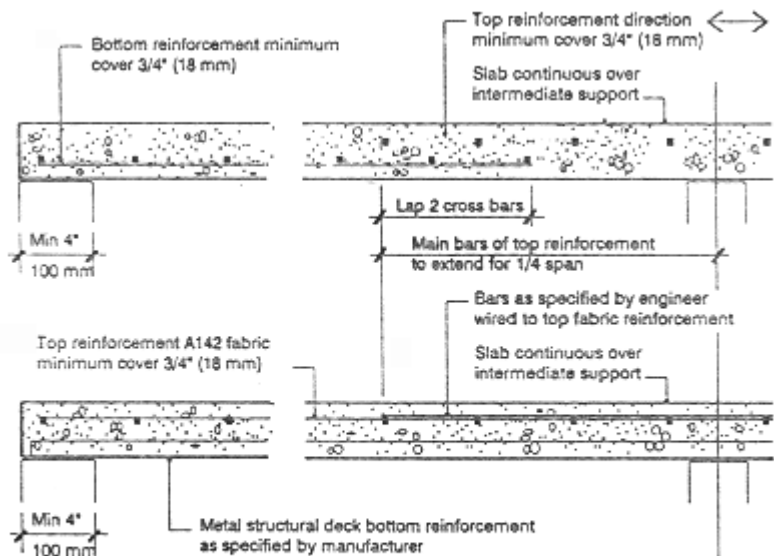 Bottom reinforcement minimum
cover 3/4" (18 mm)
Top reinforcement direction
minimum cover 3/4" (18 mm)
Slab continuous over
intermediate support
Min 4"
100 mm
Lap 2 cross bars
Main bars of top reinforcement
to extend for 1/4 span
Bars as specified by engineer
wired to top fabric reinforcement
Top reinforcement A142 fabric
minimum cover 3/4" (18 mm)
Slab continuous over
intermediate support
Min 4"
100 mm
Metal structural deck bottom reinforcement
as specified by manufacturer